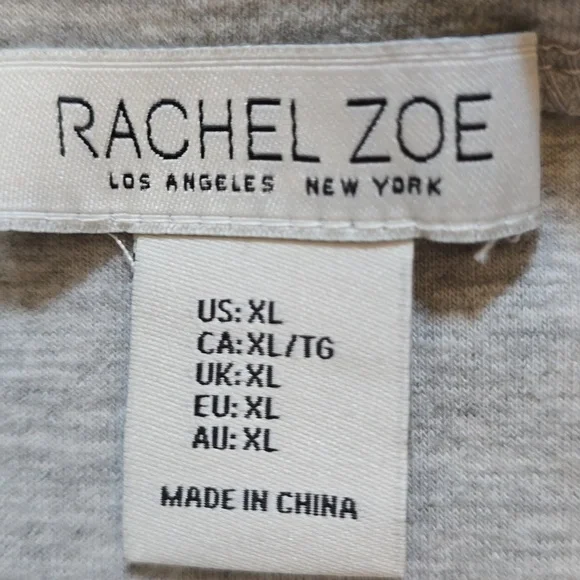 RACHEL ZOE
LOS ANGELES NEW YORK
US: XL
CA: XL/TG
UK: XL
EU: XL
AU: XL
MADE IN CHINA